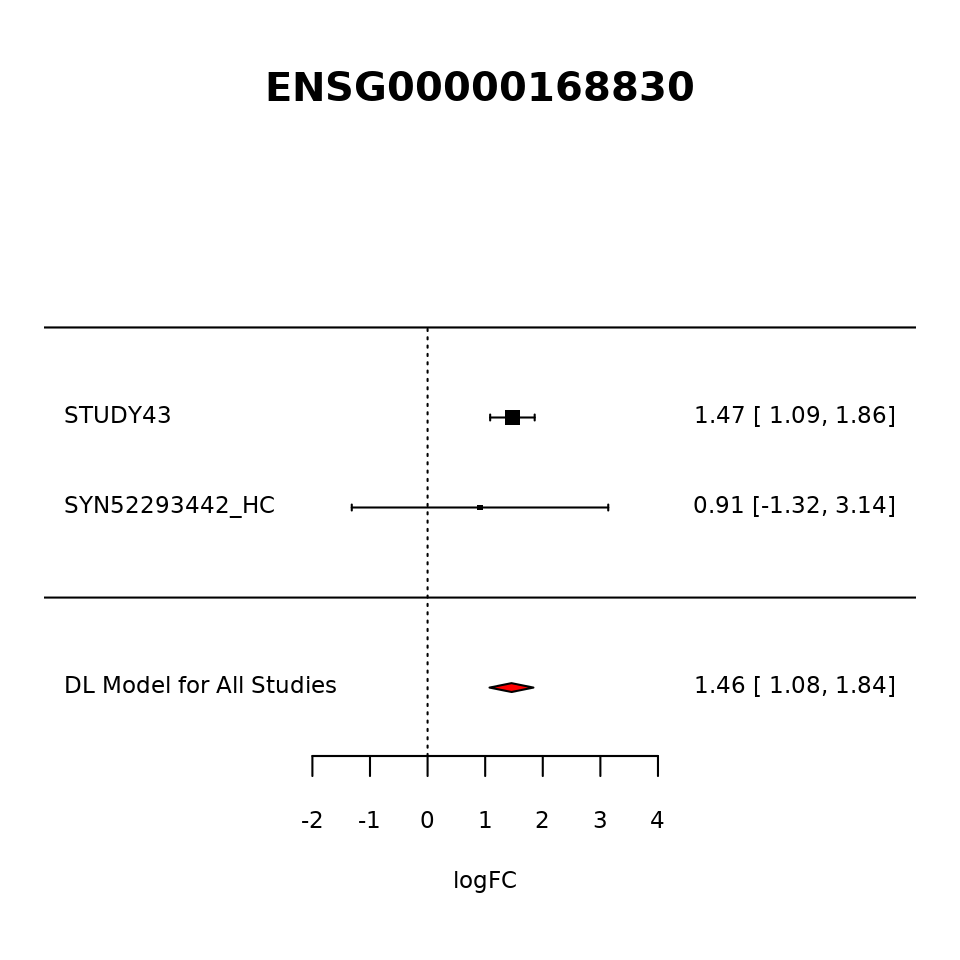 ENSG00000168830
STUDY43 1.47 [ 1.09, 1.86]
SYN52293442_HC 0.91 [-1.32, 3.14]
DL Model for All Studies 1.46 [ 1.08, 1.84]
-2 -1 0 1 2 3 4
logFC